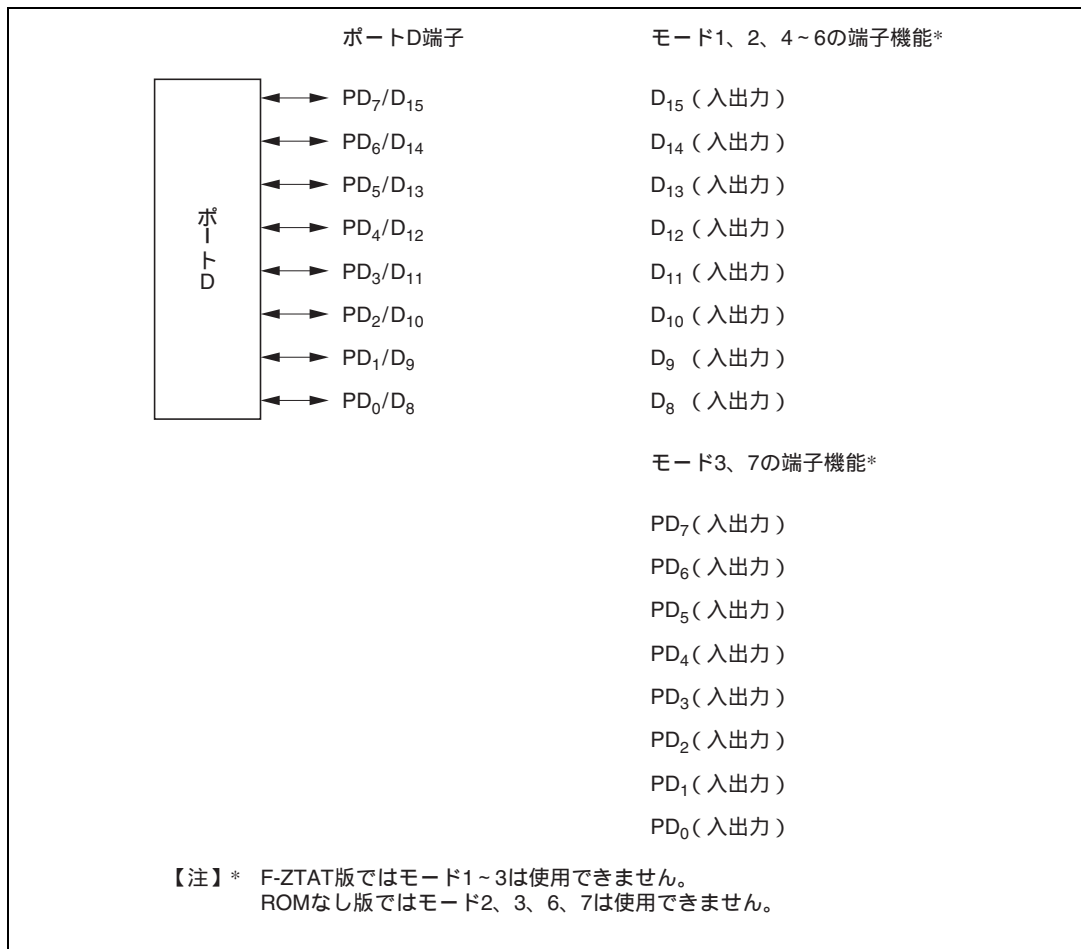 ポートD端子 モード1、2、4~6の端子機能*
ポートD
PD7/D15 D15(入出力)
PD6/D14 D14(入出力)
PD5/D13 D13(入出力)
PD4/D12 D12(入出力)
PD3/D11 D11(入出力)
PD2/D10 D10(入出力)
PD1/D9 D9 (入出力)
PD0/D8 D8 (入出力)
モード3、7の端子機能*
PD7(入出力)
PD6(入出力)
PD5(入出力)
PD4(入出力)
PD3(入出力)
PD2(入出力)
PD1(入出力)
PD0(入出力)
【注】* F-ZTAT版ではモード1~3は使用できません。
ROMなし版ではモード2、3、6、7は使用できません。